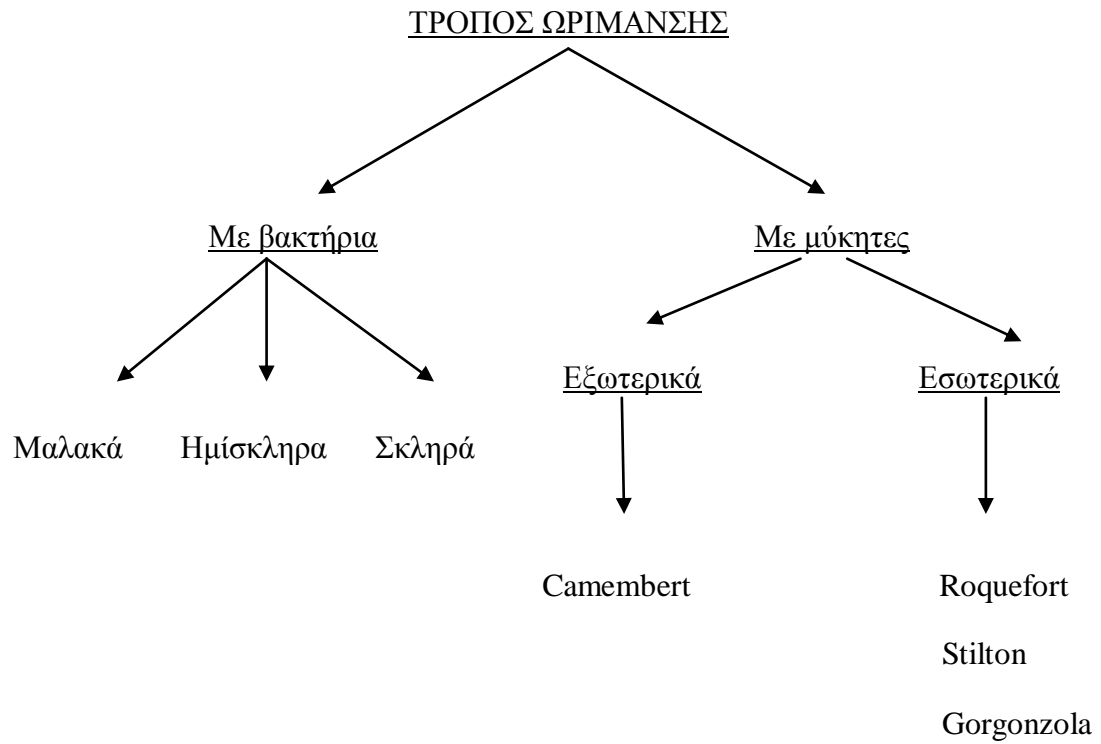 ΤΡΟΠΟΣ ΩΡΙΜΑΝΣΗΣ
Με βακτήρια Με μύκητες
Εξωτερικά Εσωτερικά
Μαλακά Ημίσκληρα Σκληρά
Camembert Roquefort
Stilton
Gorgonzola